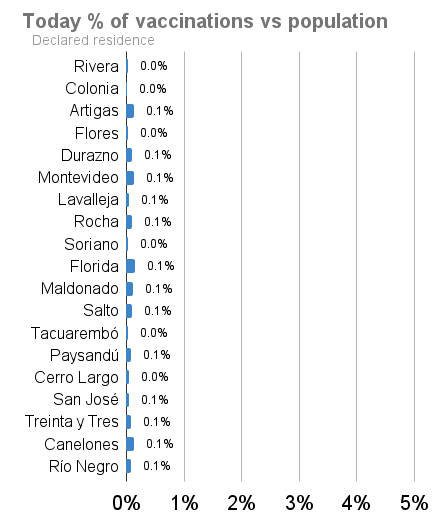 Today % of vaccinations vs population
Declared residence
Rivera 0.0%
Colonia 0.0%
Artigas 0.1%
Flores 0.0%
Durazno 0.1%
Montevideo 0.1%
Lavalleja 0.1%
Rocha 0.1%
Soriano 0.0%
Florida 0.1%
Maldonado 0.1%
Salto 0.1%
Tacuarembó 0.0%
Paysandú 0.1%
Cerro Largo 0.0%
San José 0.1%
Treinta y Tres 0.1%
Canelones 0.1%
Río Negro 0.1%
0% 1% 2% 3% 4% 5%